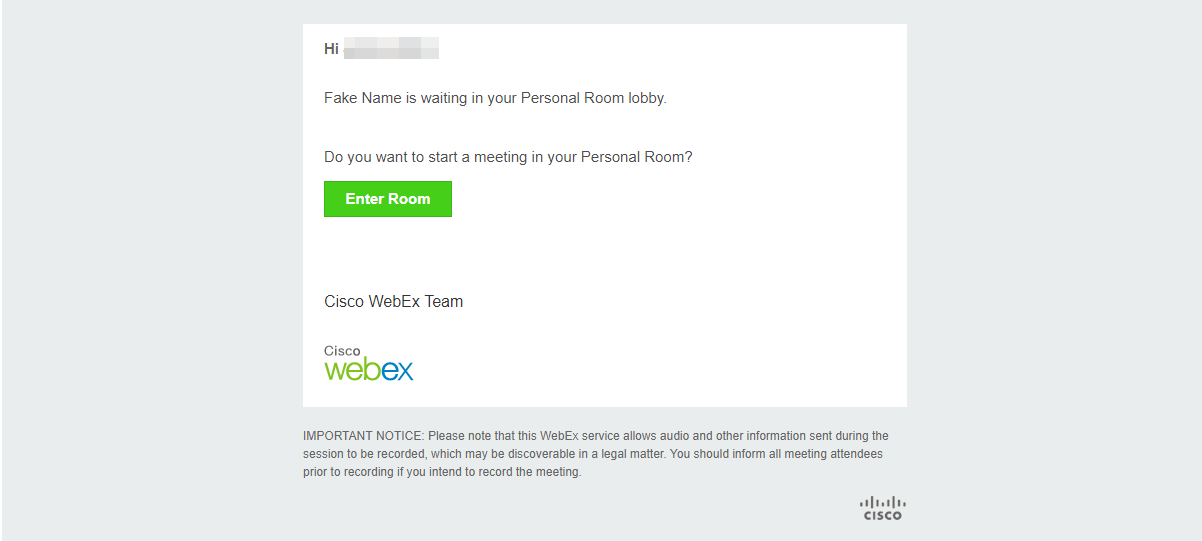 Hi
Fake Name is waiting in your Personal Room lobby.
Do you want to start a meeting in your Personal Room?
Enter Room
Cisco WebEx Team
Cisco
webex
IMPORTANT NOTICE: Please note that this WebEx service allows audio and other information sent during the
session to be recorded, which may be discoverable in a legal matter. You should inform all meeting attendees
prior to recording if you intend to record the meeting.
CISCO